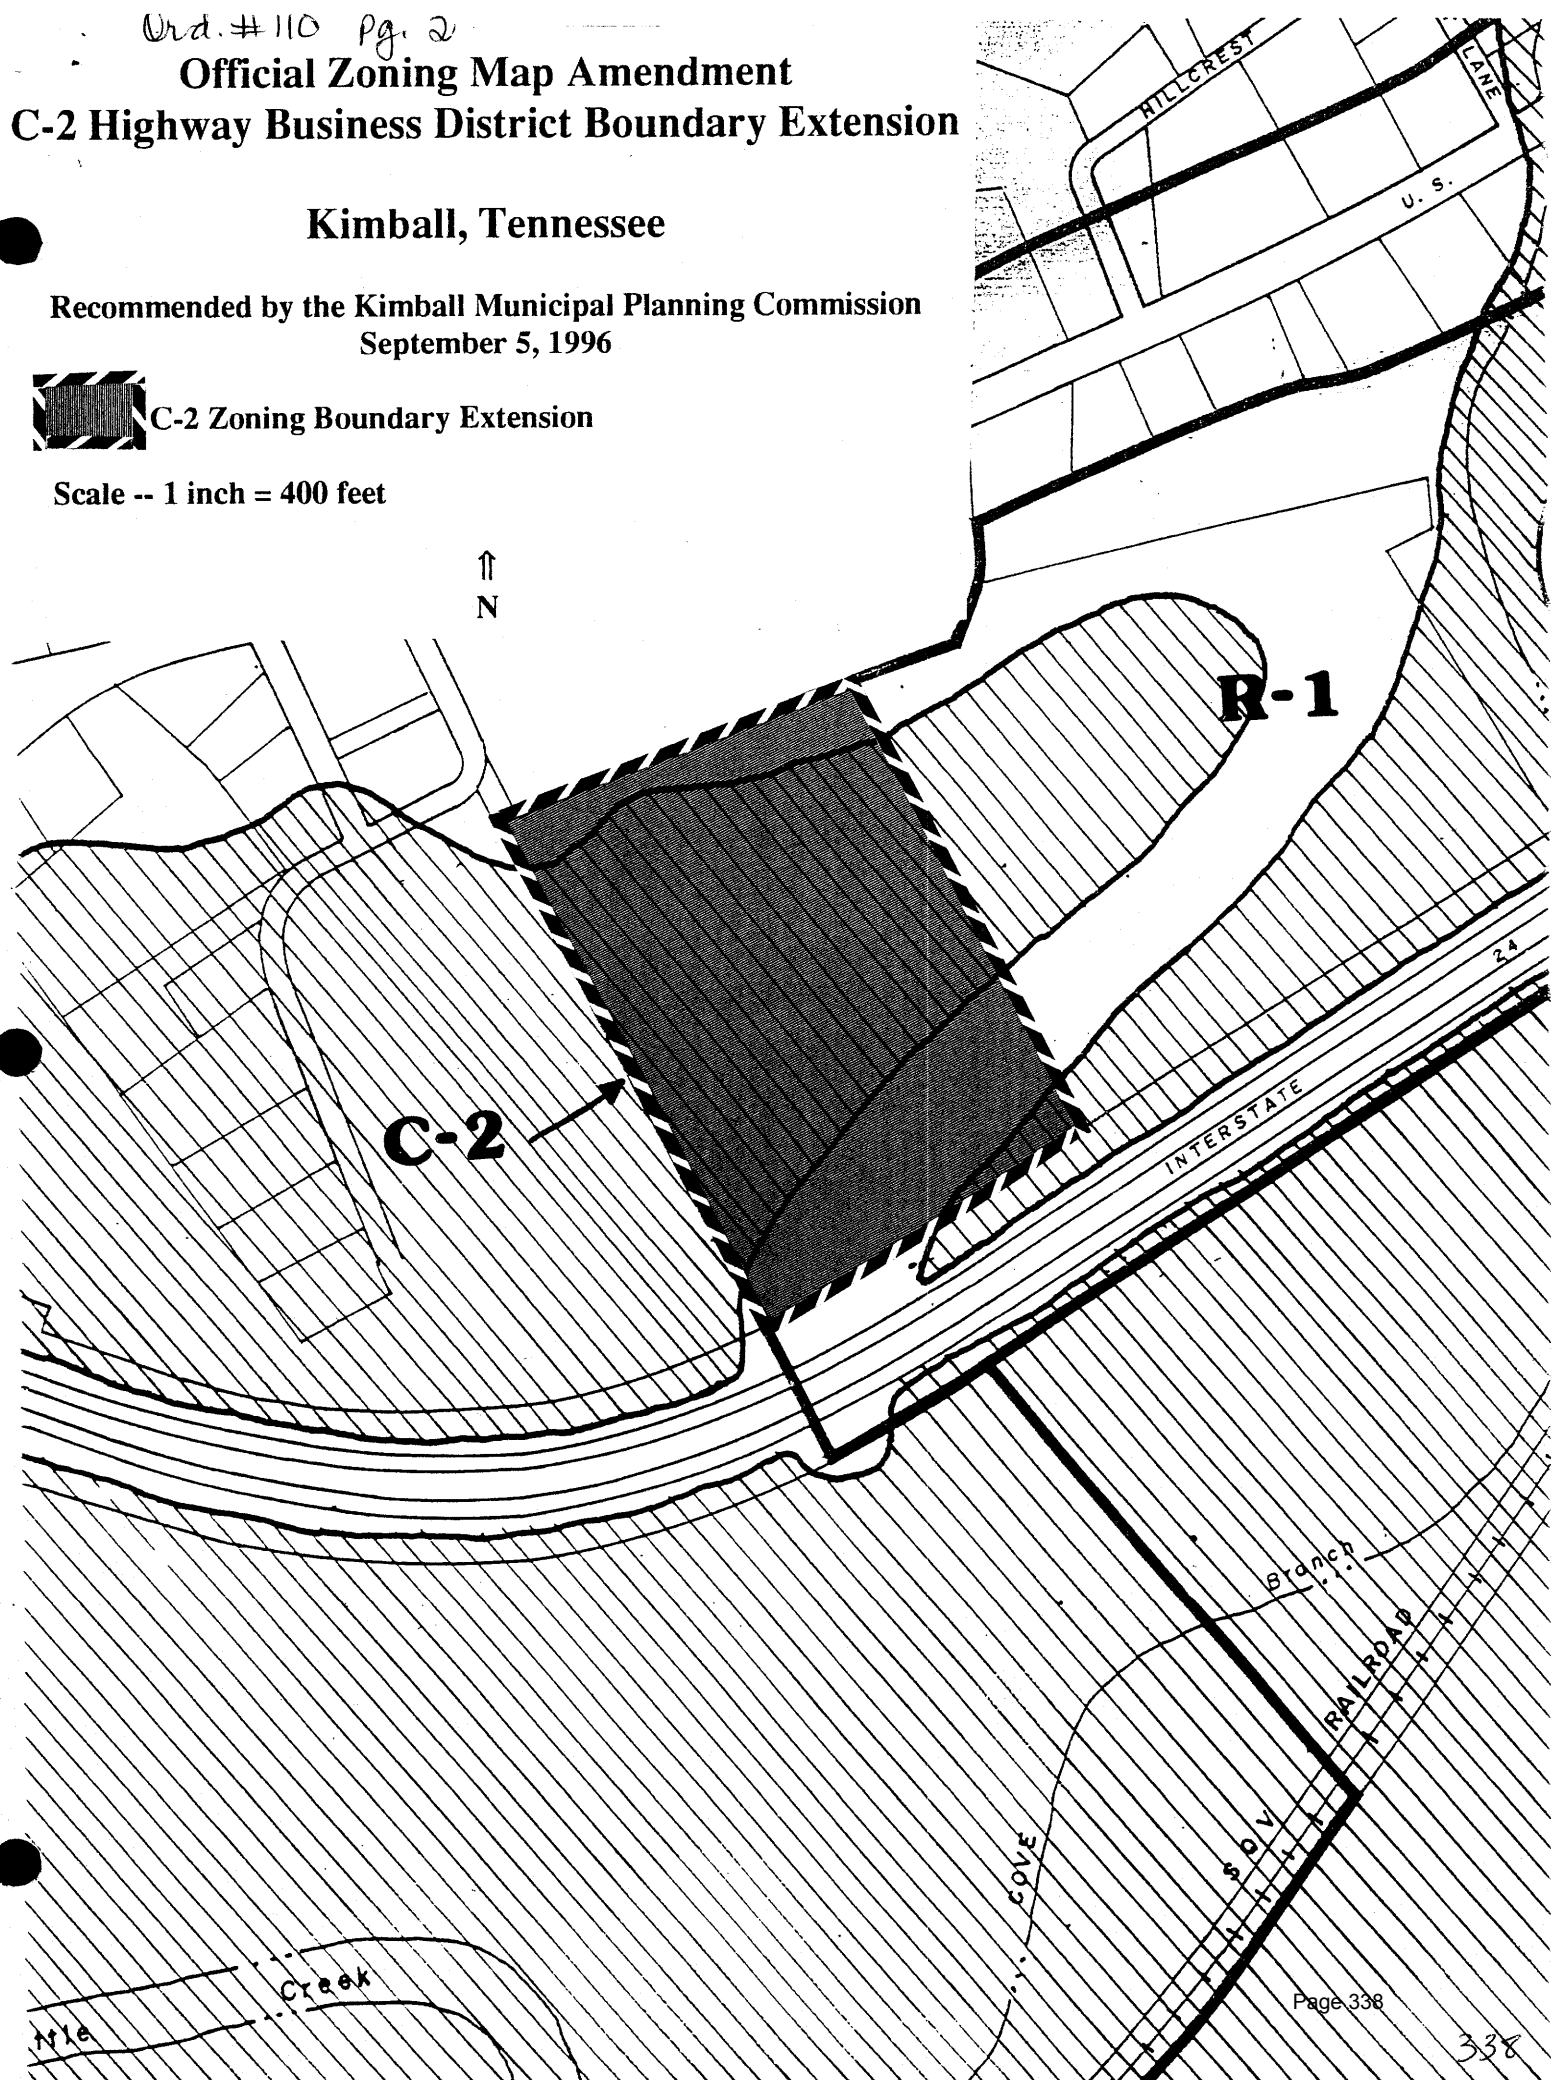 Ord. #110 Pg. 2
Official Zoning Map Amendment
C-2 Highway Business District Boundary Extension
Kimball, Tennessee
Recommended by the Kimball Municipal Planning Commission
September 5, 1996
C-2 Zoning Boundary Extension
Scale -- 1 inch = 400 feet
⇑
N
HILLCREST
LANE
U. S.
R-1
24
INTERSTATE
C-2
Branch
RAILROAD
SQV
COVE
Creek
ttle
Page 338
338